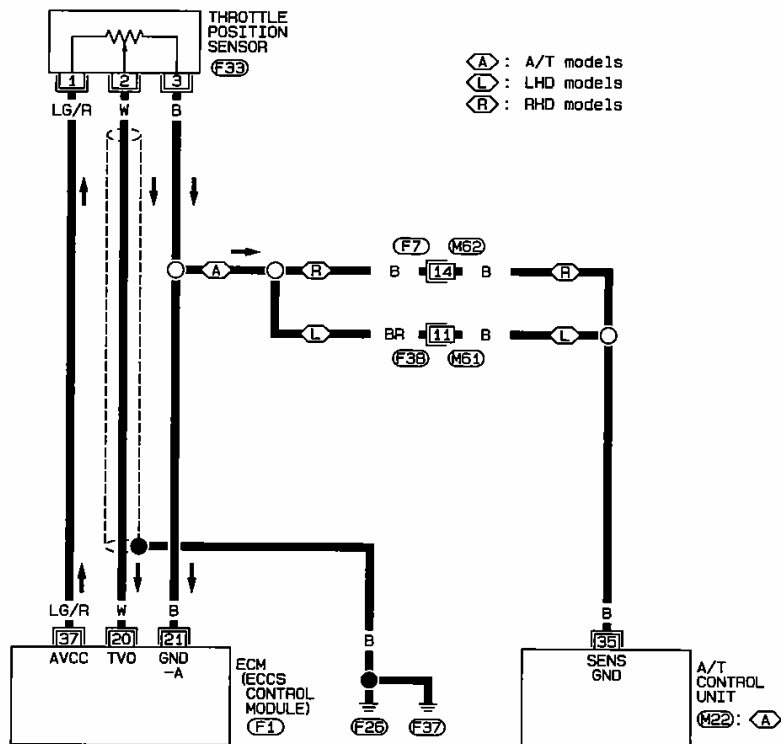 THROTTLE
POSITION
SENSOR
F33
1 2 3
LG/R W B
A : A/T models
L : LHD models
R : RHD models
F7 M62
A R B 14 B R
L BR 11 B L
F38 M61
LG/R W B B B
37 20 21 35
AVCC TVO GND
-A
ECM
(ECCS
CONTROL
MODULE)
F1
F26 F37
SENS
GND
A/T
CONTROL
UNIT
M22 : A